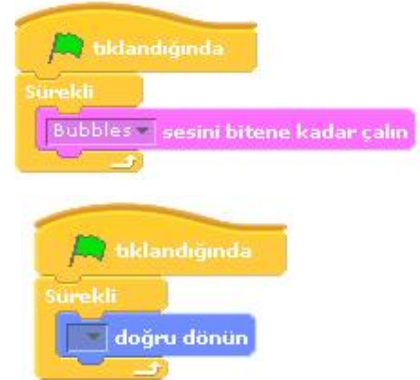 tıklandığında
Sürekli
Bubbles sesini bitene kadar çalın
tıklandığında
Sürekli
doğru dönün